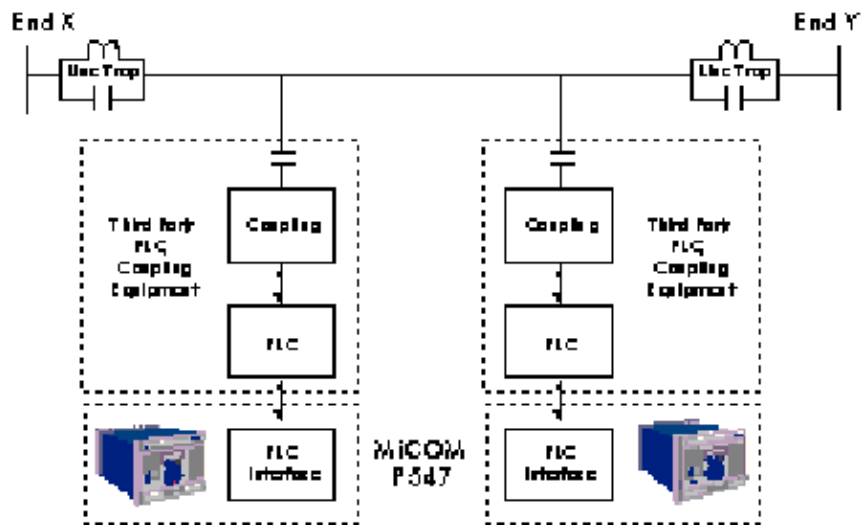 End X
End Y
Line Trap
Line Trap
Third Party
PLC
Coupling
Equipment
Coupling
Coupling
Third Party
PLC
Coupling
Equipment
PLC
PLC
PLC
Interface
MiCOM
P547
PLC
Interface